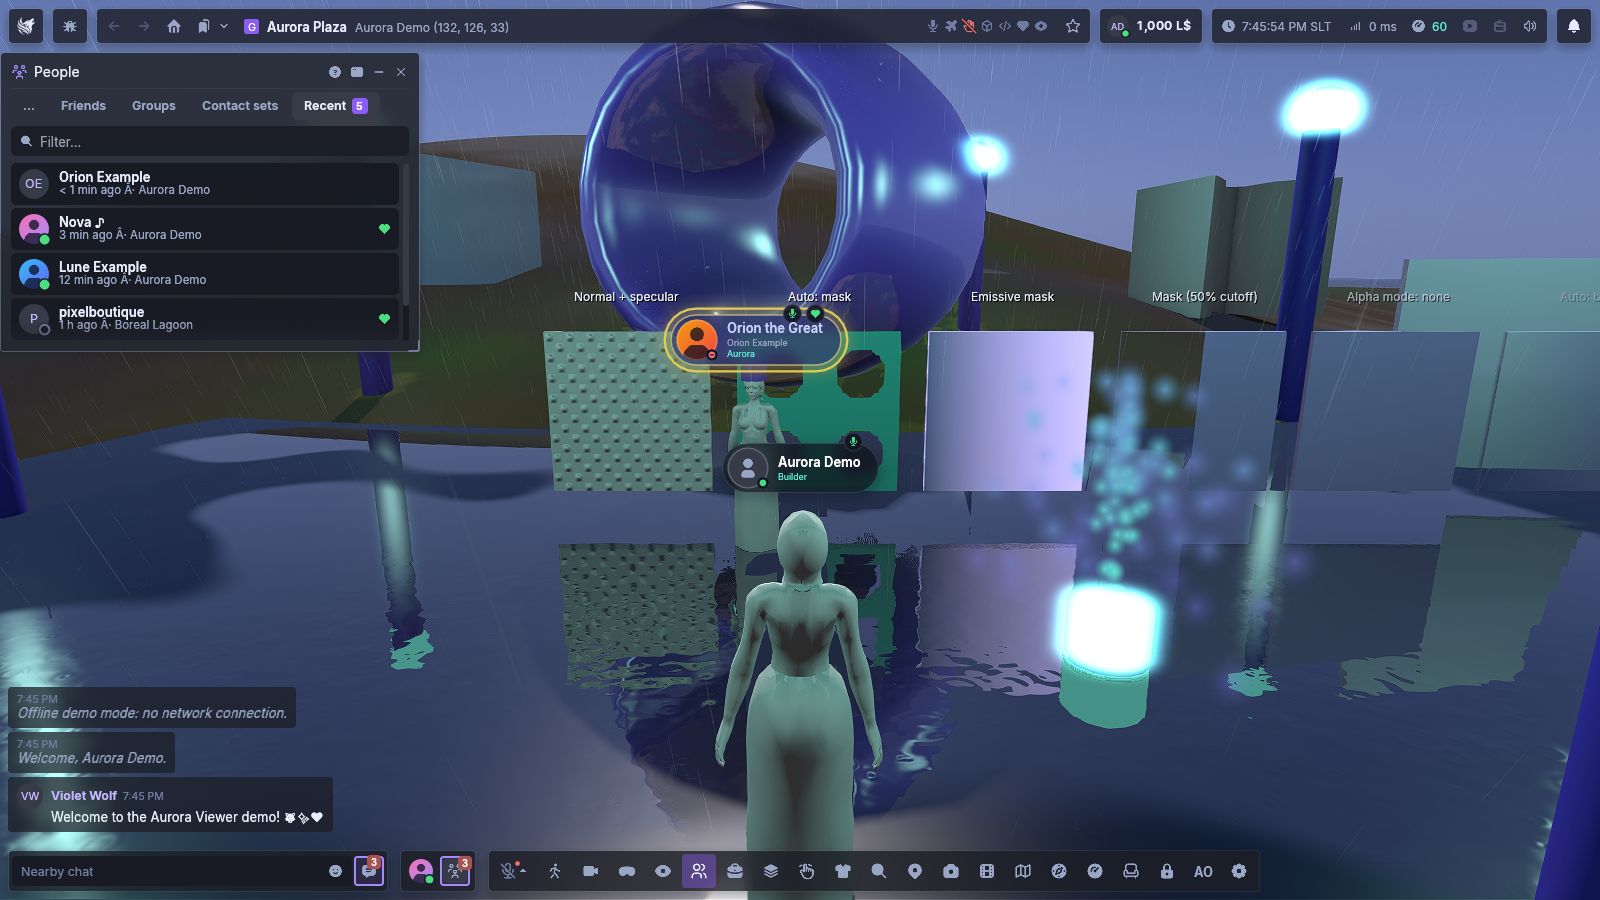 Aurora Plaza Aurora Demo (132, 126, 33)
AD 1,000 L$
7:45:54 PM SLT 0 ms 60
People
... Friends Groups Contact sets Recent 5
Filter...
OE Orion Example
< 1 min ago Â· Aurora Demo
Nova ♪
3 min ago Â· Aurora Demo
Lune Example
12 min ago Â· Aurora Demo
P pixelboutique
1 h ago Â· Boreal Lagoon
Normal + specular Auto: mask Emissive mask Mask (50% cutoff) Alpha mode: none Auto: b
Orion the Great
Orion Example
Aurora
Aurora Demo
Builder
7:45 PM
Offline demo mode: no network connection.
7:45 PM
Welcome, Aurora Demo.
VW Violet Wolf 7:45 PM
Welcome to the Aurora Viewer demo!
Nearby chat 3 3 AO